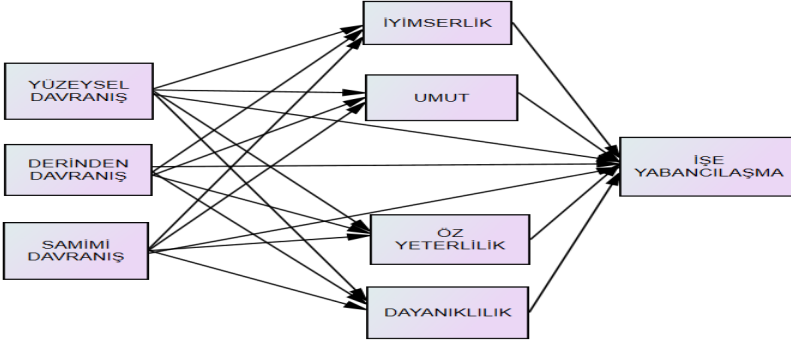 İYİMSERLİK
YÜZEYSEL
DAVRANIŞ
UMUT
DERİNDEN
DAVRANIŞ
İŞE
YABANCILAŞMA
SAMİMİ
DAVRANIŞ
ÖZ
YETERLİLİK
DAYANIKLILIK